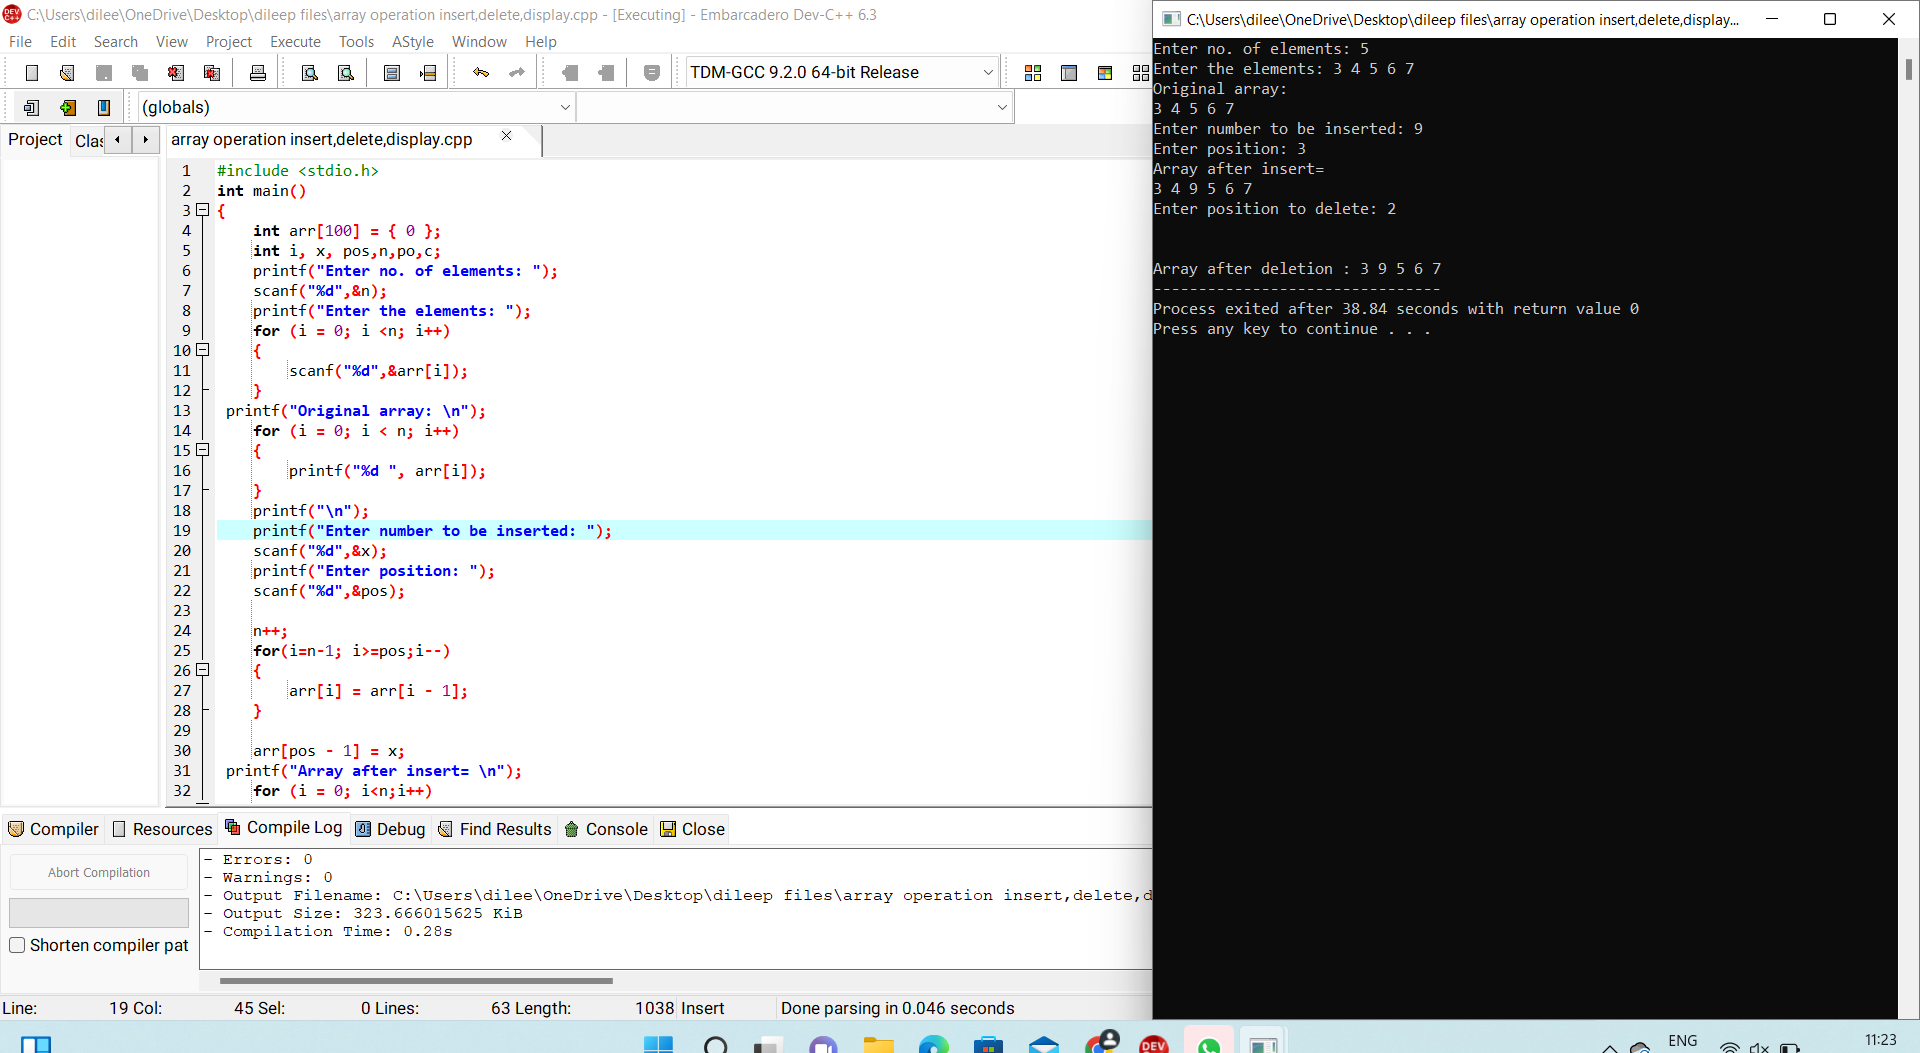 C:\Users\dilee\OneDrive\Desktop\dileep files\array operation insert,delete,display.cpp - [Executing] - Embarcadero Dev-C++ 6.3
File Edit Search View Project Execute Tools AStyle Window Help
TDM-GCC 9.2.0 64-bit Release
(globals)
Project Clas
array operation insert,delete,display.cpp
1 #include <stdio.h>
2 int main()
3 {
4 int arr[100] = { 0 };
5 int i, x, pos,n,po,c;
6 printf("Enter no. of elements: ");
7 scanf("%d",&n);
8 printf("Enter the elements: ");
9 for (i = 0; i <n; i++)
10 {
11 scanf("%d",&arr[i]);
12 }
13 printf("Original array: \n");
14 for (i = 0; i < n; i++)
15 {
16 printf("%d ", arr[i]);
17 }
18 printf("\n");
19 printf("Enter number to be inserted: ");
20 scanf("%d",&x);
21 printf("Enter position: ");
22 scanf("%d",&pos);
23
24 n++;
25 for(i=n-1; i>=pos;i--)
26 {
27 arr[i] = arr[i - 1];
28 }
29
30 arr[pos - 1] = x;
31 printf("Array after insert= \n");
32 for (i = 0; i<n;i++)
Compiler Resources Compile Log Debug Find Results Console Close
Abort Compilation
Shorten compiler pat
- Errors: 0
- Warnings: 0
- Output Filename: C:\Users\dilee\OneDrive\Desktop\dileep files\array operation insert,delete,d
- Output Size: 323.666015625 KiB
- Compilation Time: 0.28s
Line: 19 Col: 45 Sel: 0 Lines: 63 Length: 1038 Insert Done parsing in 0.046 seconds
C:\Users\dilee\OneDrive\Desktop\dileep files\array operation insert,delete,display...
Enter no. of elements: 5
Enter the elements: 3 4 5 6 7
Original array:
3 4 5 6 7
Enter number to be inserted: 9
Enter position: 3
Array after insert=
3 4 9 5 6 7
Enter position to delete: 2
Array after deletion : 3 9 5 6 7
--------------------------------
Process exited after 38.84 seconds with return value 0
Press any key to continue . . .
DEV
ENG
11:23